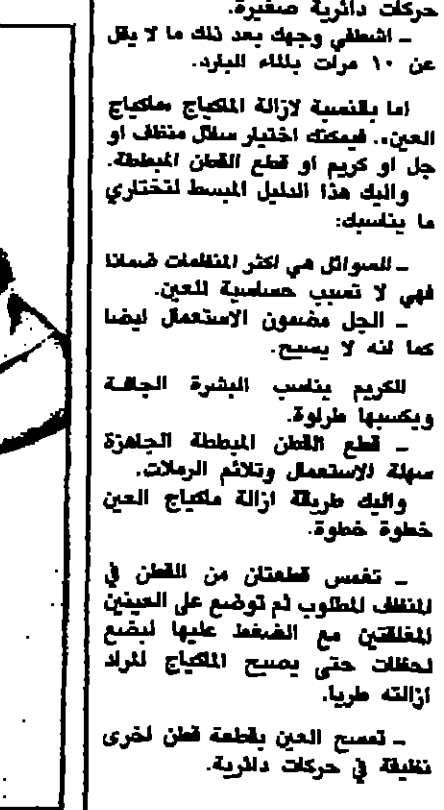 حركات دائرية صغيرة.
– اشطفي وجهك بعد ذلك ما لا يقل
عن ١٠ مرات بالماء البارد.
اما بالنسبة لازالة الماكياج «ماكياج
العين».. فيمكنك اختيار سائل منظف او
جل او كريم او قطع القطن المبططة.
واليك هذا الدليل المبسط لتختاري
ما يناسبك:
– السوائل هي اكثر المنظفات ضمانا
فهي لا تسبب حساسية للعين.
– الجل مضمون الاستعمال ايضا
كما انه لا يسيح.
الكريم يناسب البشرة الجافة
ويكسبها طراوة.
– قطع القطن المبططة الجاهزة
سهلة الاستعمال وتلائم الرحلات.
واليك طريقة ازالة ماكياج العين
خطوة خطوة.
– تغمس قطعتان من القطن في
المنظف المطلوب ثم توضع على العينين
المغلقتين مع الضغط عليها لبضع
لحظات حتى يصبح الماكياج المراد
ازالته طريا.
– تمسح العين بقطعة قطن اخرى
نظيفة في حركات دائرية.